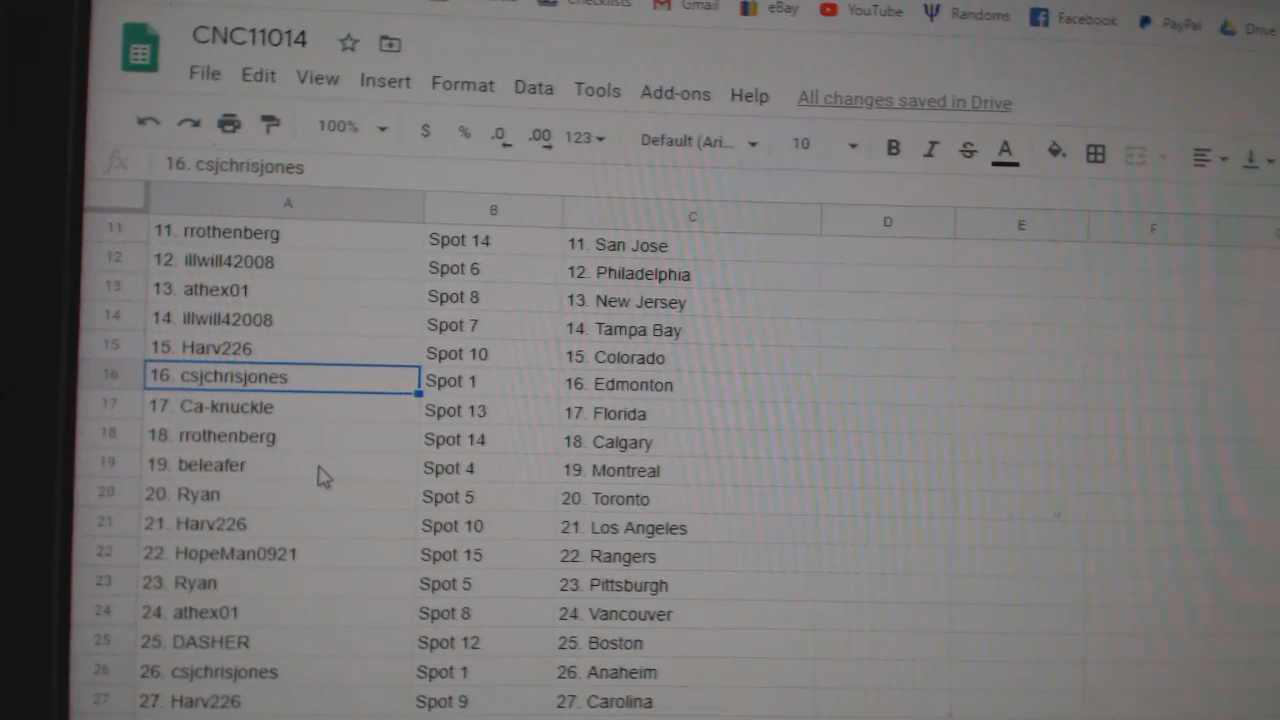 Checklists Gmail eBay YouTube Randoms Facebook PayPal Drive
CNC11014
File Edit View Insert Format Data Tools Add-ons Help All changes saved in Drive
100% $ % .0 .00 123 Default (Ari... 10 B I S A
fx 16. csjchrisjones
A B C D E F
11 11. rrothenberg Spot 14 11. San Jose
12 12. illwill42008 Spot 6 12. Philadelphia
13 13. athex01 Spot 8 13. New Jersey
14 14. illwill42008 Spot 7 14. Tampa Bay
15 15. Harv226 Spot 10 15. Colorado
16 16. csjchrisjones Spot 1 16. Edmonton
17 17. Ca-knuckle Spot 13 17. Florida
18 18. rrothenberg Spot 14 18. Calgary
19 19. beleafer Spot 4 19. Montreal
20 20. Ryan Spot 5 20. Toronto
21 21. Harv226 Spot 10 21. Los Angeles
22 22. HopeMan0921 Spot 15 22. Rangers
23 23. Ryan Spot 5 23. Pittsburgh
24 24. athex01 Spot 8 24. Vancouver
25 25. DASHER Spot 12 25. Boston
26 26. csjchrisjones Spot 1 26. Anaheim
27 27. Harv226 Spot 9 27. Carolina